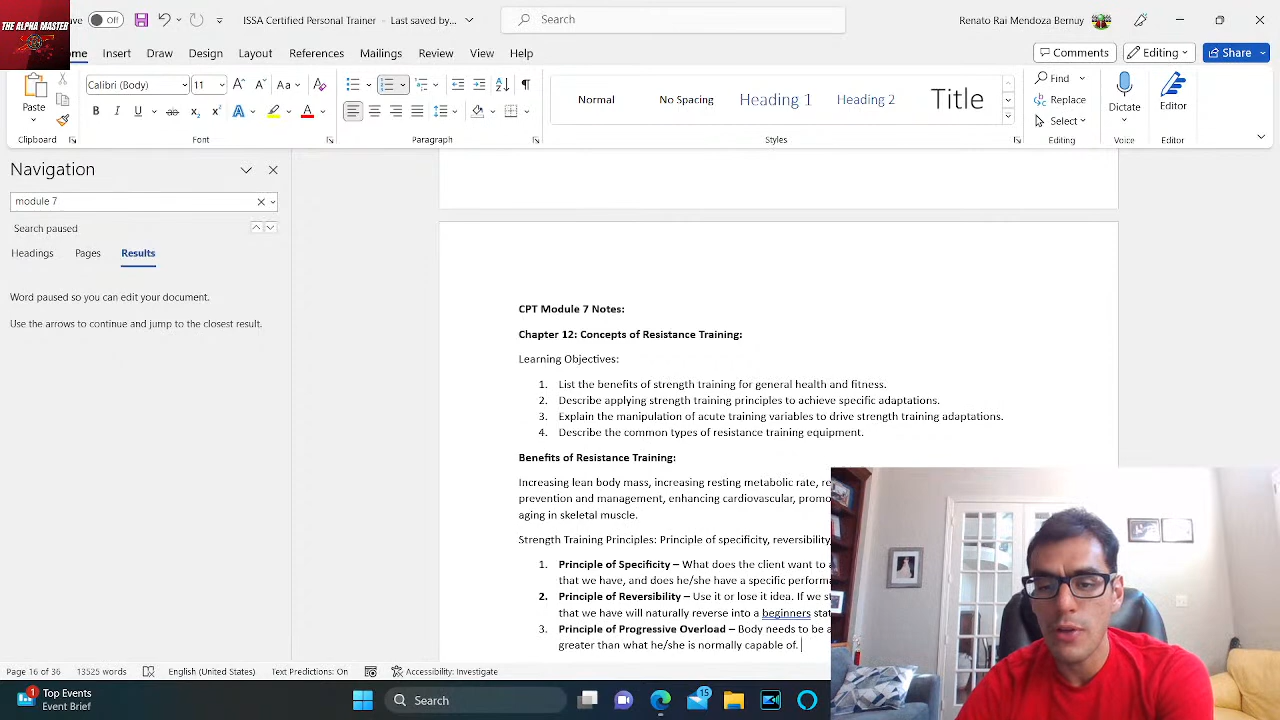 THE ALPHA MASTER
Off
ISSA Certified Personal Trainer - Last saved by...
Search
Renato Rai Mendoza Bernuy
Insert
Draw
Design
Layout
References
Mailings
Review
View
Help
Comments
Editing
Share
Paste
Calibri (Body)
11
Normal
No Spacing
Heading 1
Heading 2
Title
Find
Replace
Select
Dictate
Editor
Clipboard
Font
Paragraph
Styles
Editing
Voice
Editor
Navigation
module 7
Search paused
Headings
Pages
Results
Word paused so you can edit your document.
Use the arrows to continue and jump to the closest result.
CPT Module 7 Notes:
Chapter 12: Concepts of Resistance Training:
Learning Objectives:
1. List the benefits of strength training for general health and fitness.
2. Describe applying strength training principles to achieve specific adaptations.
3. Explain the manipulation of acute training variables to drive strength training adaptations.
4. Describe the common types of resistance training equipment.
Benefits of Resistance Training:
Increasing lean body mass, increasing resting metabolic rate, re
prevention and management, enhancing cardiovascular, promo
aging in skeletal muscle.
Strength Training Principles: Principle of specificity, reversibility,
1. Principle of Specificity – What does the client want to a
that we have, and does he/she have a specific perform
2. Principle of Reversibility – Use it or lose it idea. If we s
that we have will naturally reverse into a beginners stat
3. Principle of Progressive Overload – Body needs to be a
greater than what he/she is normally capable of.
Page 16 of 36
13525 words
English (United States)
Text Predictions: On
Accessibility: Investigate
1
Top Events
Event Brief
Search
15